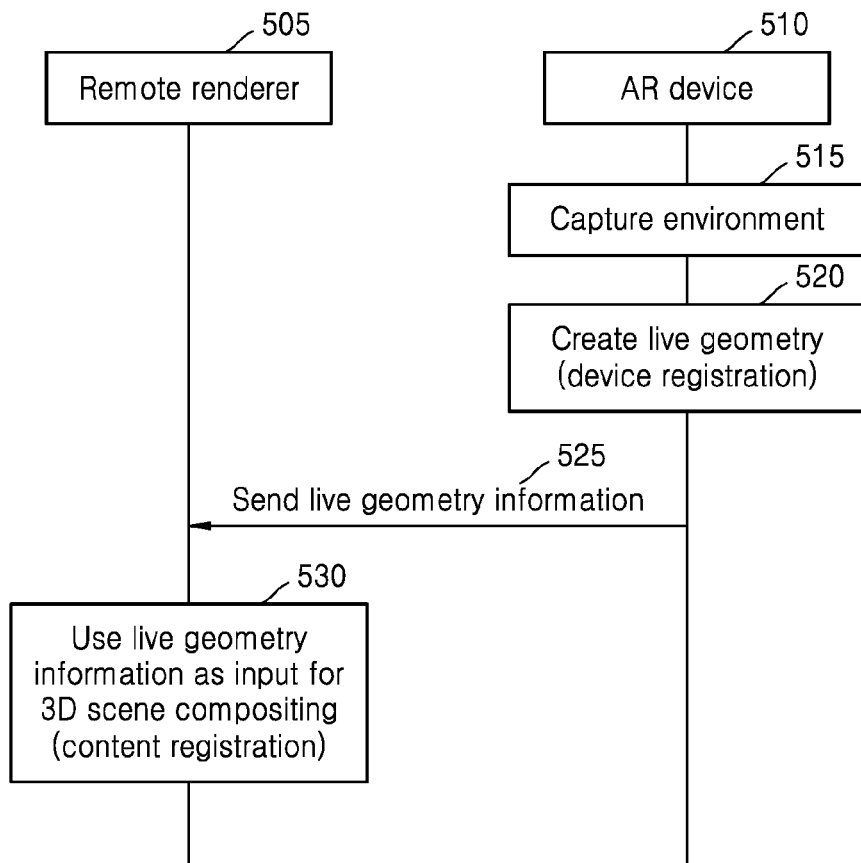 505
Remote renderer
510
AR device
515
Capture environment
520
Create live geometry
(device registration)
525
Send live geometry information
530
Use live geometry
information as input for
3D scene compositing
(content registration)